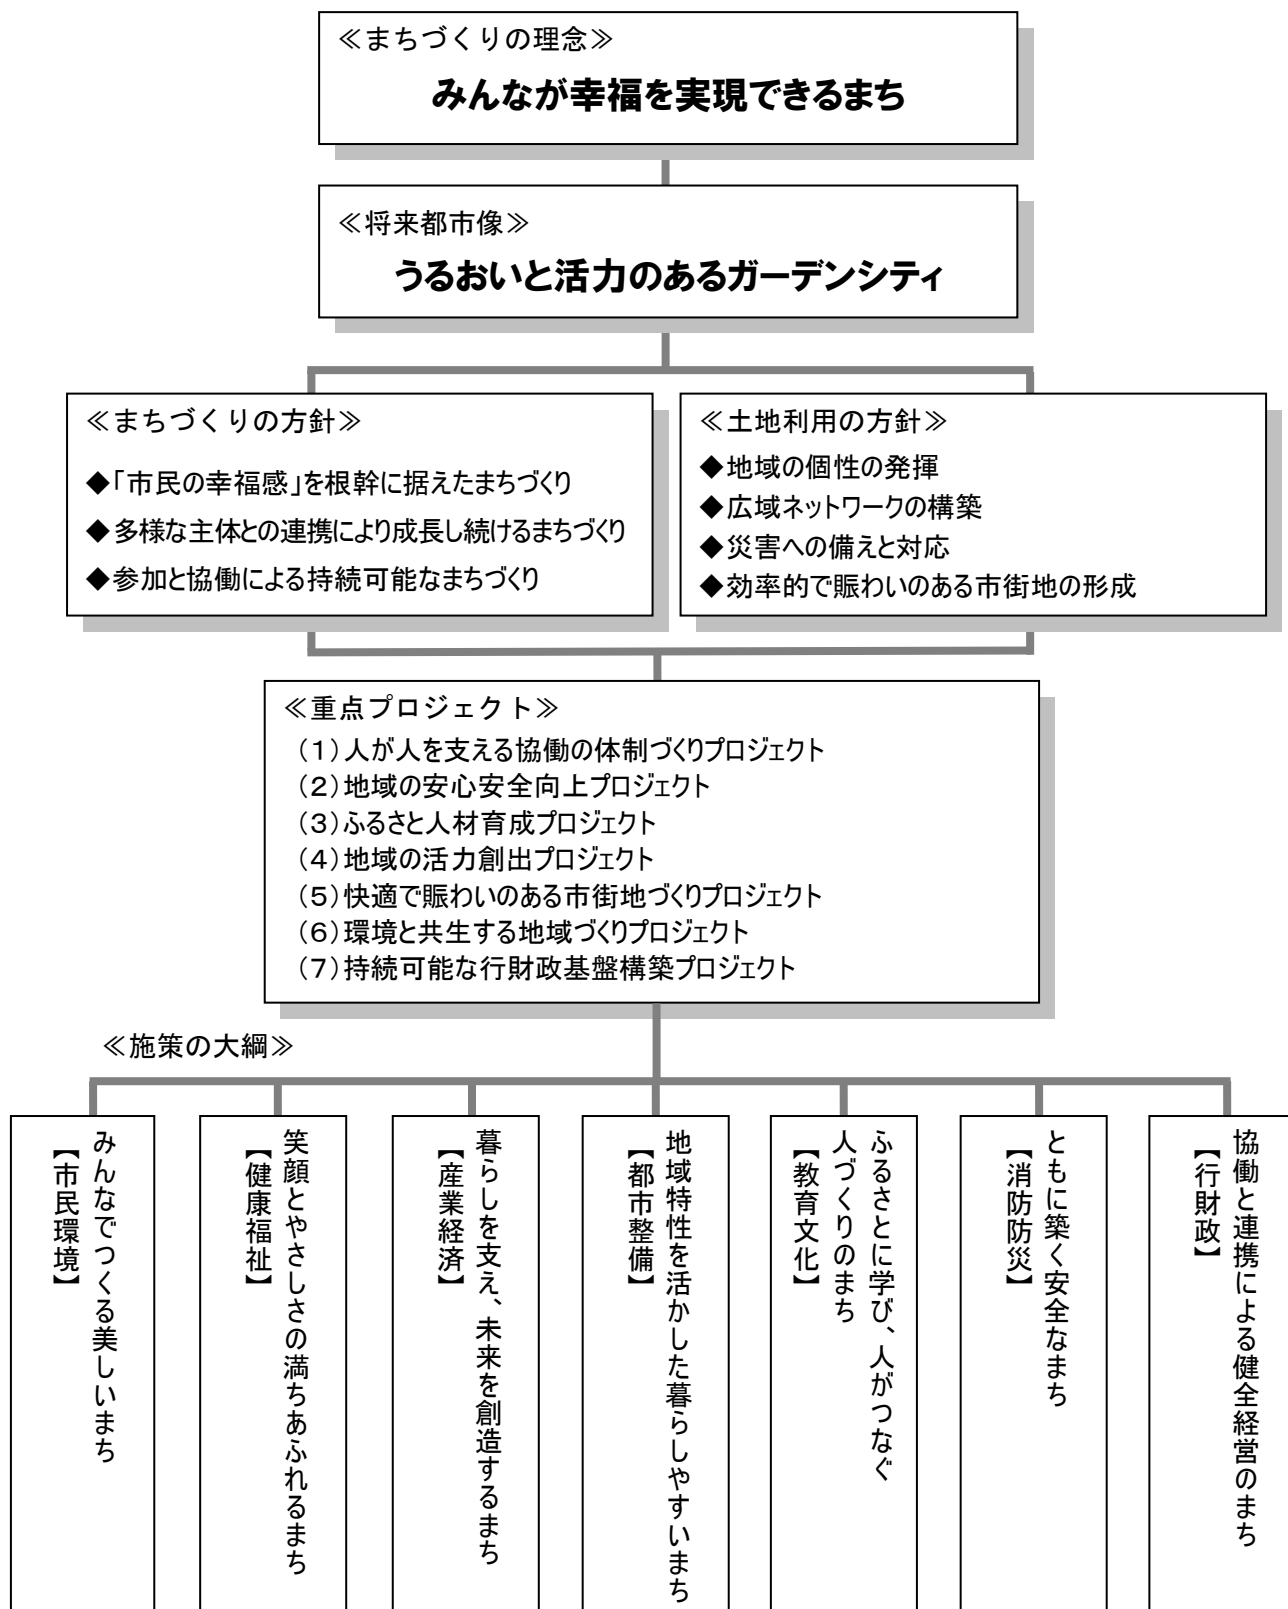 ≪まちづくりの理念≫
みんなが幸福を実現できるまち
≪将来都市像≫
うるおいと活力のあるガーデンシティ
≪まちづくりの方針≫
◆「市民の幸福感」を根幹に据えたまちづくり
◆多様な主体との連携により成長し続けるまちづくり
◆参加と協働による持続可能なまちづくり
≪土地利用の方針≫
◆地域の個性の発揮
◆広域ネットワークの構築
◆災害への備えと対応
◆効率的で賑わいのある市街地の形成
≪重点プロジェクト≫
（１）人が人を支える協働の体制づくりプロジェクト
（２）地域の安心安全向上プロジェクト
（３）ふるさと人材育成プロジェクト
（４）地域の活力創出プロジェクト
（５）快適で賑わいのある市街地づくりプロジェクト
（６）環境と共生する地域づくりプロジェクト
（７）持続可能な行財政基盤構築プロジェクト
≪施策の大綱≫
みんなでつくる美しいまち
【市民環境】
笑顔とやさしさの満ちあふれるまち
【健康福祉】
暮らしを支え、未来を創造するまち
【産業経済】
地域特性を活かした暮らしやすいまち
【都市整備】
ふるさとに学び、人がつなぐ
人づくりのまち
【教育文化】
ともに築く安全なまち
【消防防災】
協働と連携による健全経営のまち
【行財政】